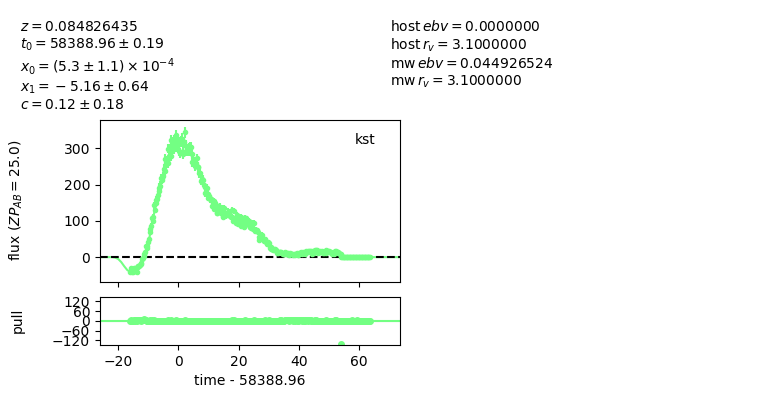 z = 0.084826435
t₀ = 58388.96 ± 0.19
x₀ = (5.3 ± 1.1) × 10⁻⁴
x₁ = −5.16 ± 0.64
c = 0.12 ± 0.18
host ebv = 0.0000000
host r_v = 3.1000000
mw ebv = 0.044926524
mw r_v = 3.1000000
kst
flux (ZP_AB = 25.0)
300
200
100
0
pull
120
60
0
−60
−120
−20 0 20 40 60
time - 58388.96